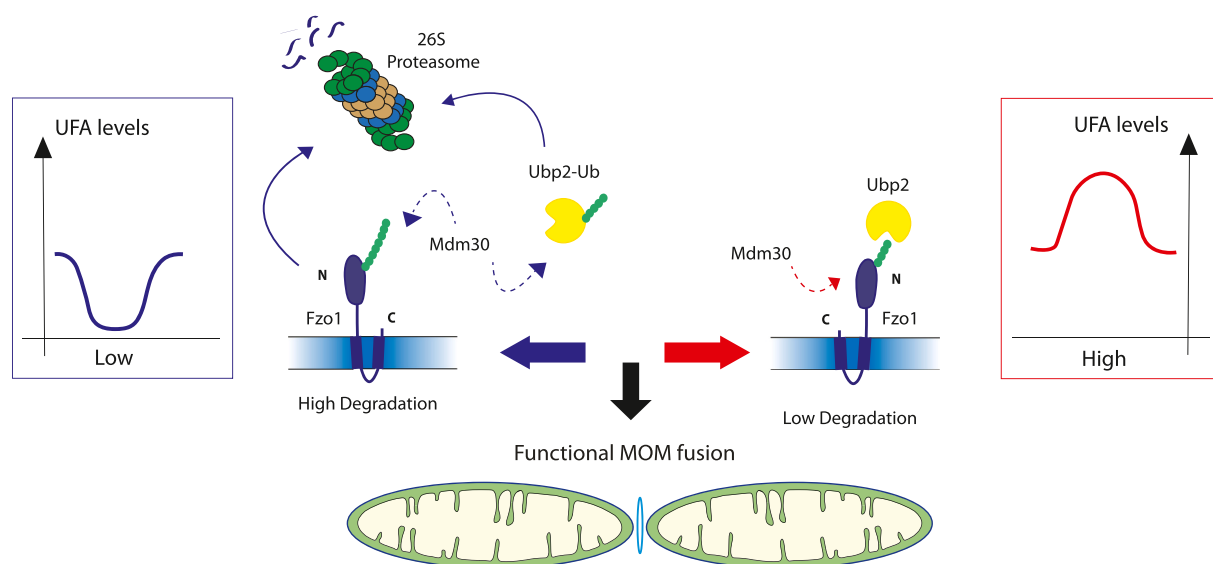 26S
Proteasome
UFA levels
Low
Ubp2-Ub
Mdm30
N
Fzo1
C
High Degradation
UFA levels
High
Ubp2
Mdm30
N
C
Fzo1
Low Degradation
Functional MOM fusion